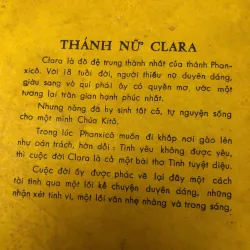 THÁNH NỮ CLARA
Clara là đồ đệ trung thành nhất của thánh Phan-
xicô. Với 18 tuổi đời, người thiếu nữ duyên dáng,
giàu sang và quí phái ấy có quyền mơ ước một
tương lai trần gian hạnh phúc nhất.
Nhưng nàng đã hy sinh tất cả, tự nguyện sống
cho một mình Chúa Kitô.
Trong lúc Phanxicô muốn đi khắp nơi gào lên
như oán trách, hờn dỗi: Tình yêu không được yêu,
thì cuộc đời Clara là cả một bài thơ Tình tuyệt diệu.
Cuộc đời ấy được phác vẽ lại đây một cách
tài tình qua một lối kể chuyện duyên dáng, những
nhận xét tinh vi, một lời văn nhẹ nhàng và trong sáng.